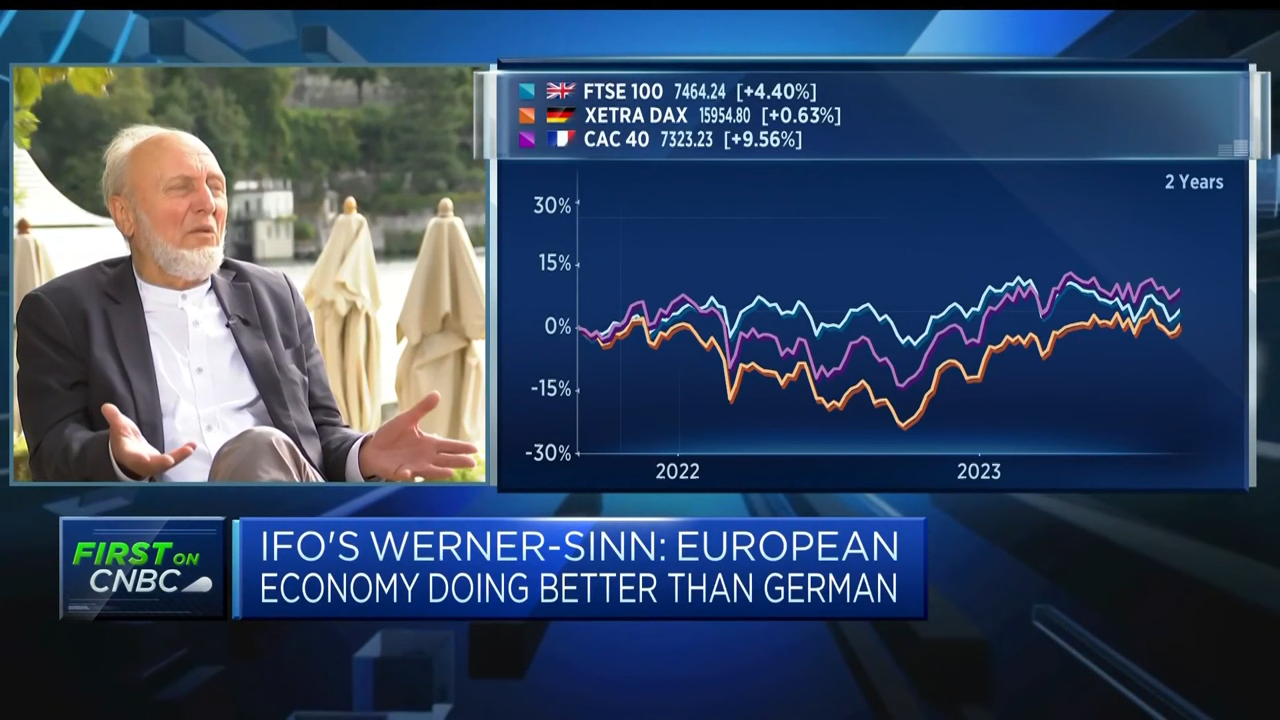 FTSE 100 7464.24 [+4.40%]
XETRA DAX 15954.80 [+0.63%]
CAC 40 7323.23 [+9.56%]
2 Years
30%
15%
0%
-15%
-30%
2022
2023
FIRST ON
CNBC
IFO'S WERNER-SINN: EUROPEAN
ECONOMY DOING BETTER THAN GERMAN